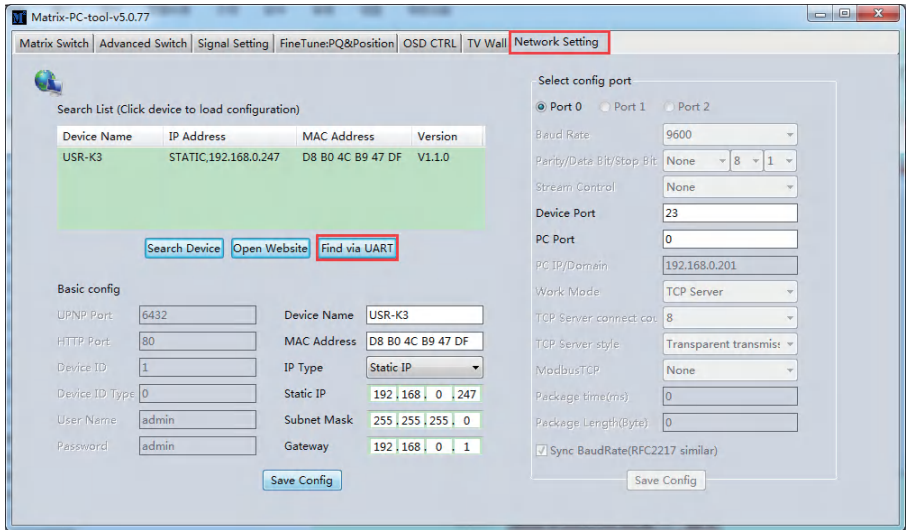 Matrix-PC-tool-v5.0.77
Matrix Switch Advanced Switch Signal Setting FineTune:PQ&Position OSD CTRL TV Wall Network Setting
Search List (Click device to load configuration)
Device Name IP Address MAC Address Version
USR-K3 STATIC,192.168.0.247 D8 B0 4C B9 47 DF V1.1.0
Search Device Open Website Find via UART
Basic config
UPNP Port 6432 Device Name USR-K3
HTTP Port 80 MAC Address D8 B0 4C B9 47 DF
Device ID 1 IP Type Static IP
Device ID Type 0 Static IP 192 . 168 . 0 . 247
User Name admin Subnet Mask 255 . 255 . 255 . 0
Password admin Gateway 192 . 168 . 0 . 1
Save Config
Select config port
Port 0 Port 1 Port 2
Baud Rate 9600
Parity/Data Bit/Stop Bit None 8 1
Stream Control None
Device Port 23
PC Port 0
PC IP/Domain 192.168.0.201
Work Mode TCP Server
TCP Server connect cou 8
TCP Server style Transparent transmis:
ModbusTCP None
Package time(ms) 0
Package Length(Byte) 0
Sync BaudRate(RFC2217 similar)
Save Config